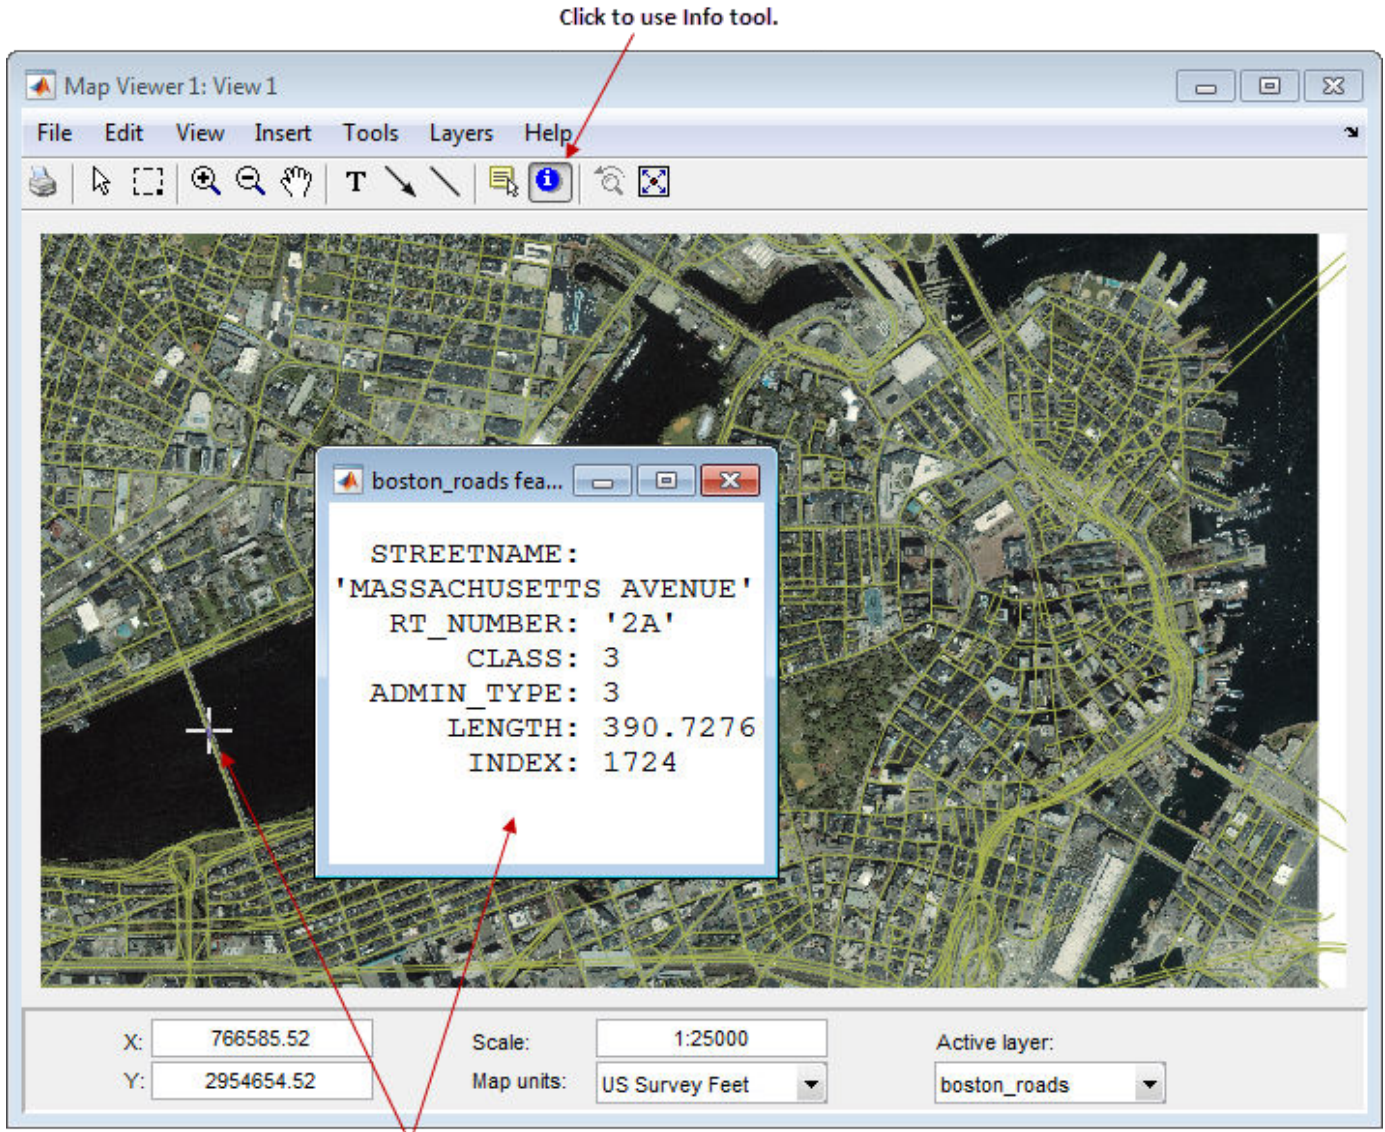 Click to use Info tool.
Map Viewer 1: View 1
File Edit View Insert Tools Layers Help
T
boston_roads fea...
STREETNAME:
'MASSACHUSETTS AVENUE'
RT_NUMBER: '2A'
CLASS: 3
ADMIN_TYPE: 3
LENGTH: 390.7276
INDEX: 1724
X: 766585.52 Scale: 1:25000 Active layer:
Y: 2954654.52 Map units: US Survey Feet boston_roads